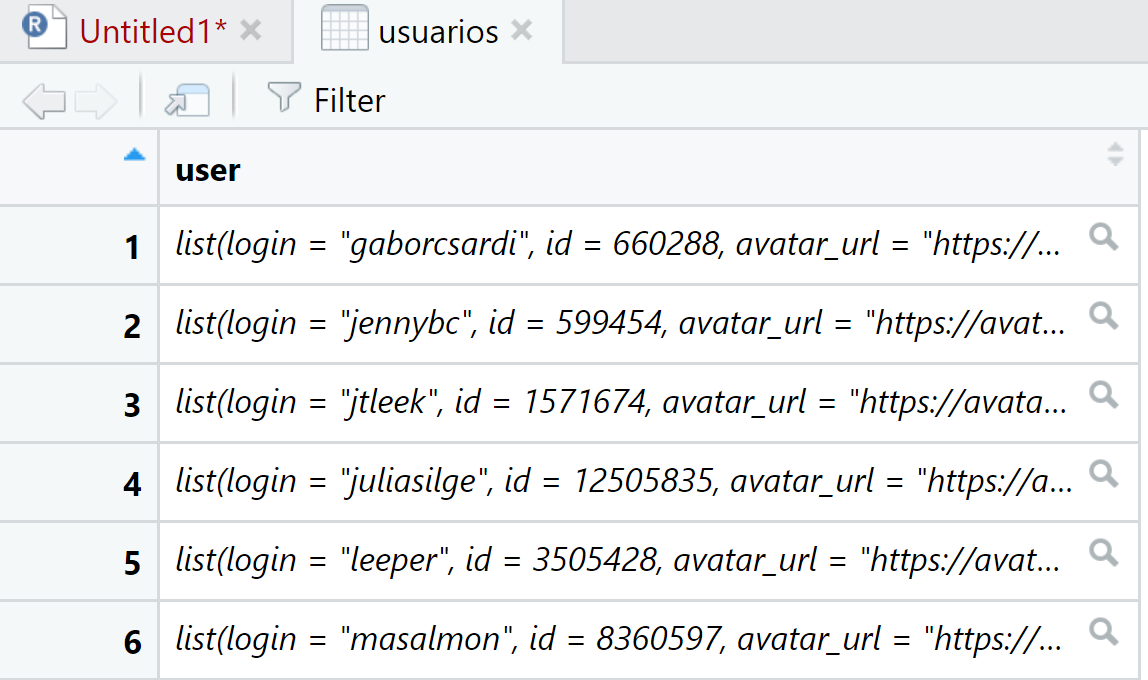 R Untitled1* usuarios
Filter
user
1 list(login = "gaborcsardi", id = 660288, avatar_url = "https://...
2 list(login = "jennybc", id = 599454, avatar_url = "https://avat...
3 list(login = "jtleek", id = 1571674, avatar_url = "https://avata...
4 list(login = "juliasilge", id = 12505835, avatar_url = "https://a...
5 list(login = "leeper", id = 3505428, avatar_url = "https://avat...
6 list(login = "masalmon", id = 8360597, avatar_url = "https://...